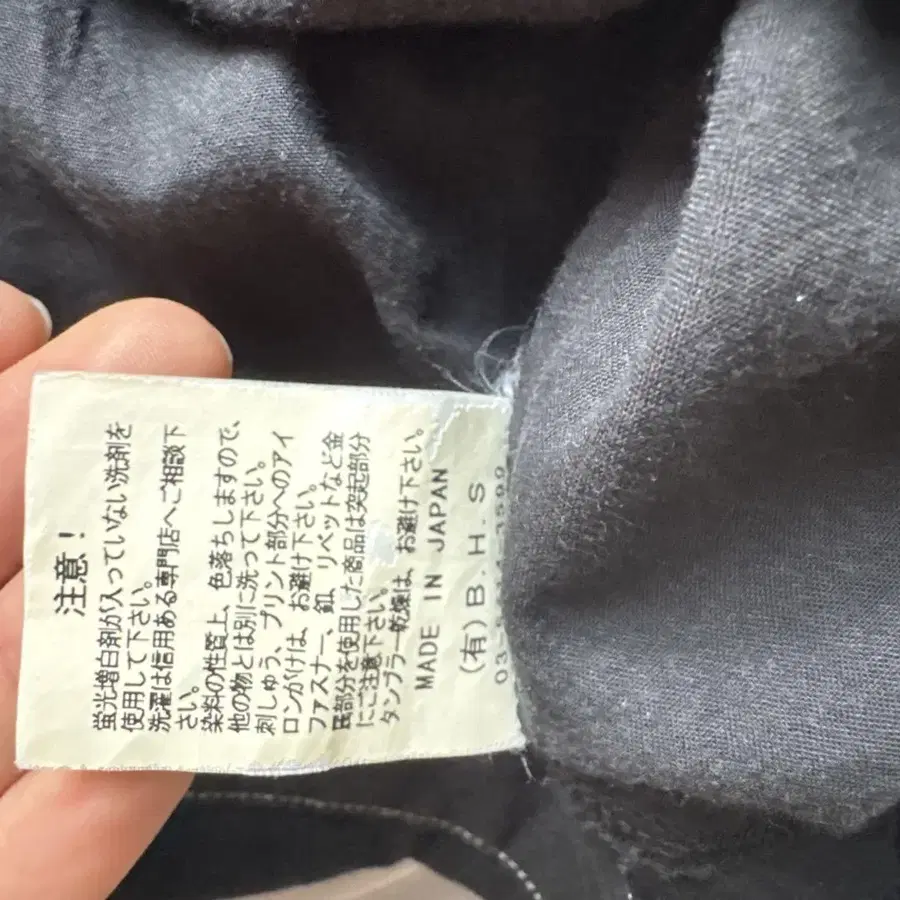 注意！
蛍光増白剤が入っていない洗剤を
使用して下さい。
洗濯は信用ある専門店へご相談下
さい。
染料の性質上、色落ちしますので、
他の物とは別に洗って下さい。
刺しゅう、プリント部分へのアイ
ロンがけは、お避け下さい。
ファスナー、釦、リベットなど金
具部分を使用した商品は突起部分
にご注意下さい。
タンブラー乾燥は、お避け下さい。
MADE IN JAPAN
(有)B.H.S